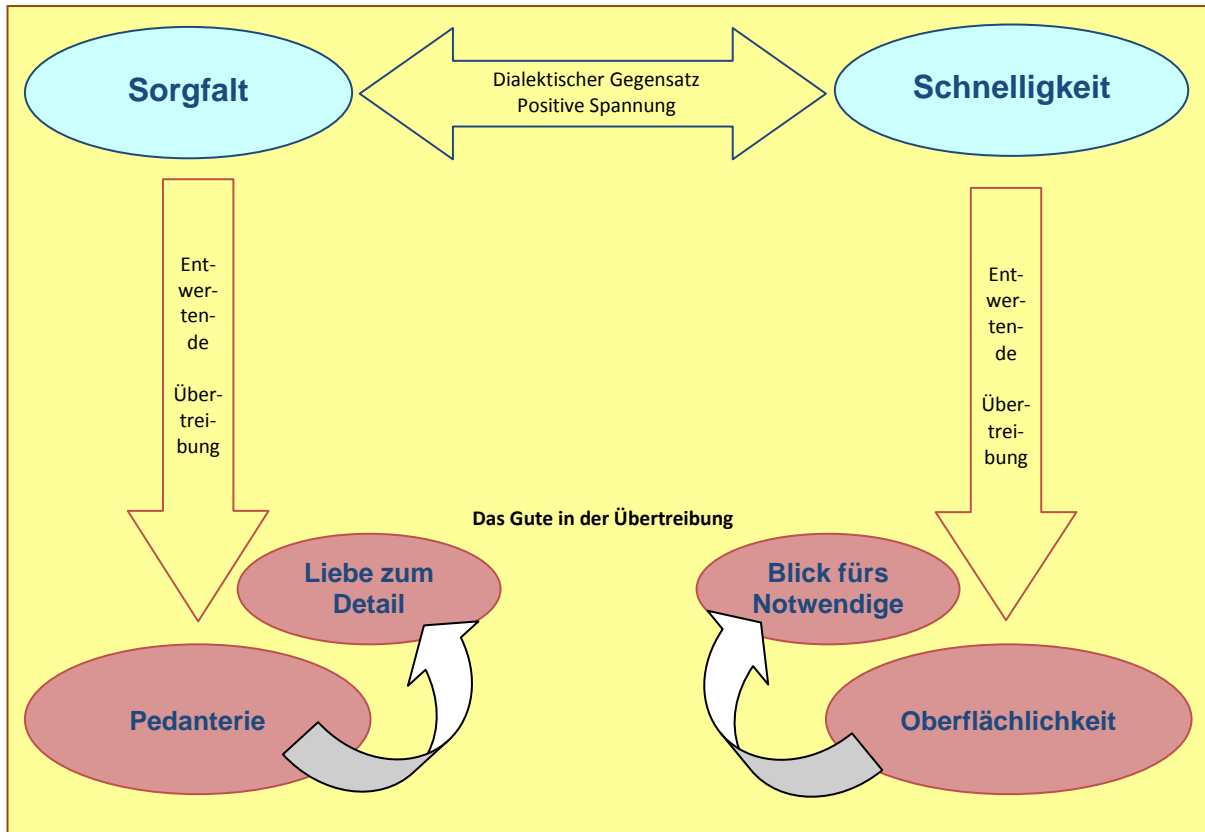 Sorgfalt
Dialektischer Gegensatz
Positive Spannung
Schnelligkeit
Ent-
wer-
ten-
de
Über-
trei-
bung
Ent-
wer-
ten-
de
Über-
trei-
bung
Das Gute in der Übertreibung
Liebe zum
Detail
Blick fürs
Notwendige
Pedanterie
Oberflächlichkeit